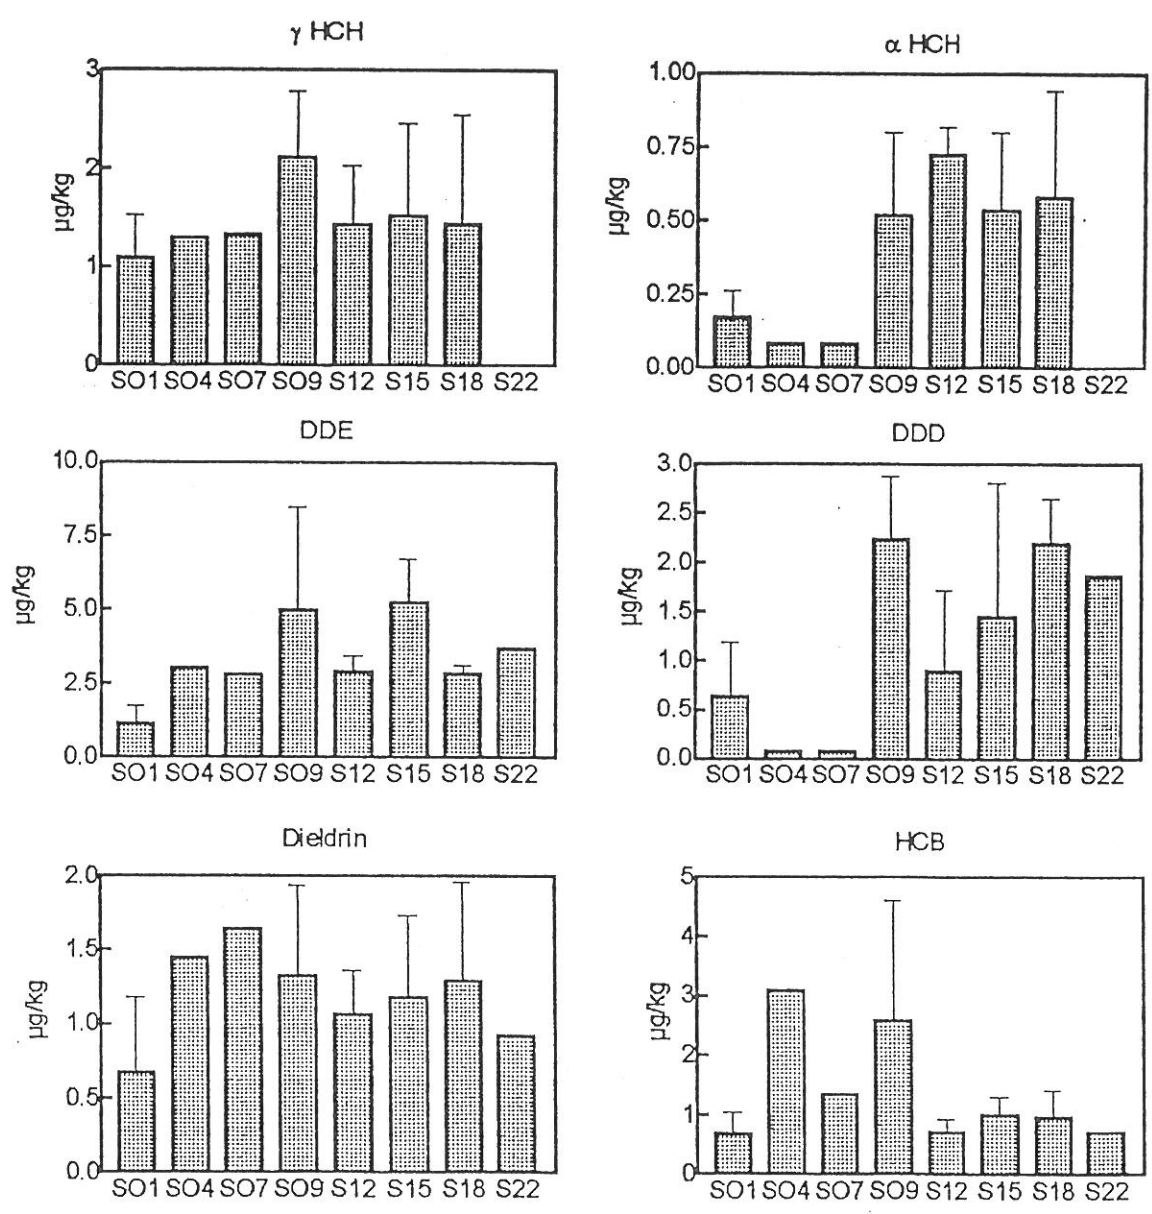 γ HCH
3
2
1
0
µg/kg
SO1 SO4 SO7 SO9 S12 S15 S18 S22
α HCH
1.00
0.75
0.50
0.25
0.00
µg/kg
SO1 SO4 SO7 SO9 S12 S15 S18 S22
DDE
10.0
7.5
5.0
2.5
0.0
µg/kg
SO1 SO4 SO7 SO9 S12 S15 S18 S22
DDD
3.0
2.5
2.0
1.5
1.0
0.5
0.0
µg/kg
SO1 SO4 SO7 SO9 S12 S15 S18 S22
Dieldrin
2.0
1.5
1.0
0.5
0.0
µg/kg
SO1 SO4 SO7 SO9 S12 S15 S18 S22
HCB
5
4
3
2
1
0
µg/kg
SO1 SO4 SO7 SO9 S12 S15 S18 S22